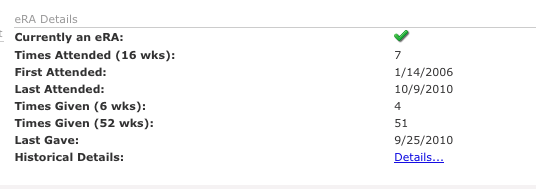 eRA Details
Currently an eRA:
Times Attended (16 wks): 7
First Attended: 1/14/2006
Last Attended: 10/9/2010
Times Given (6 wks): 4
Times Given (52 wks): 51
Last Gave: 9/25/2010
Historical Details: Details...